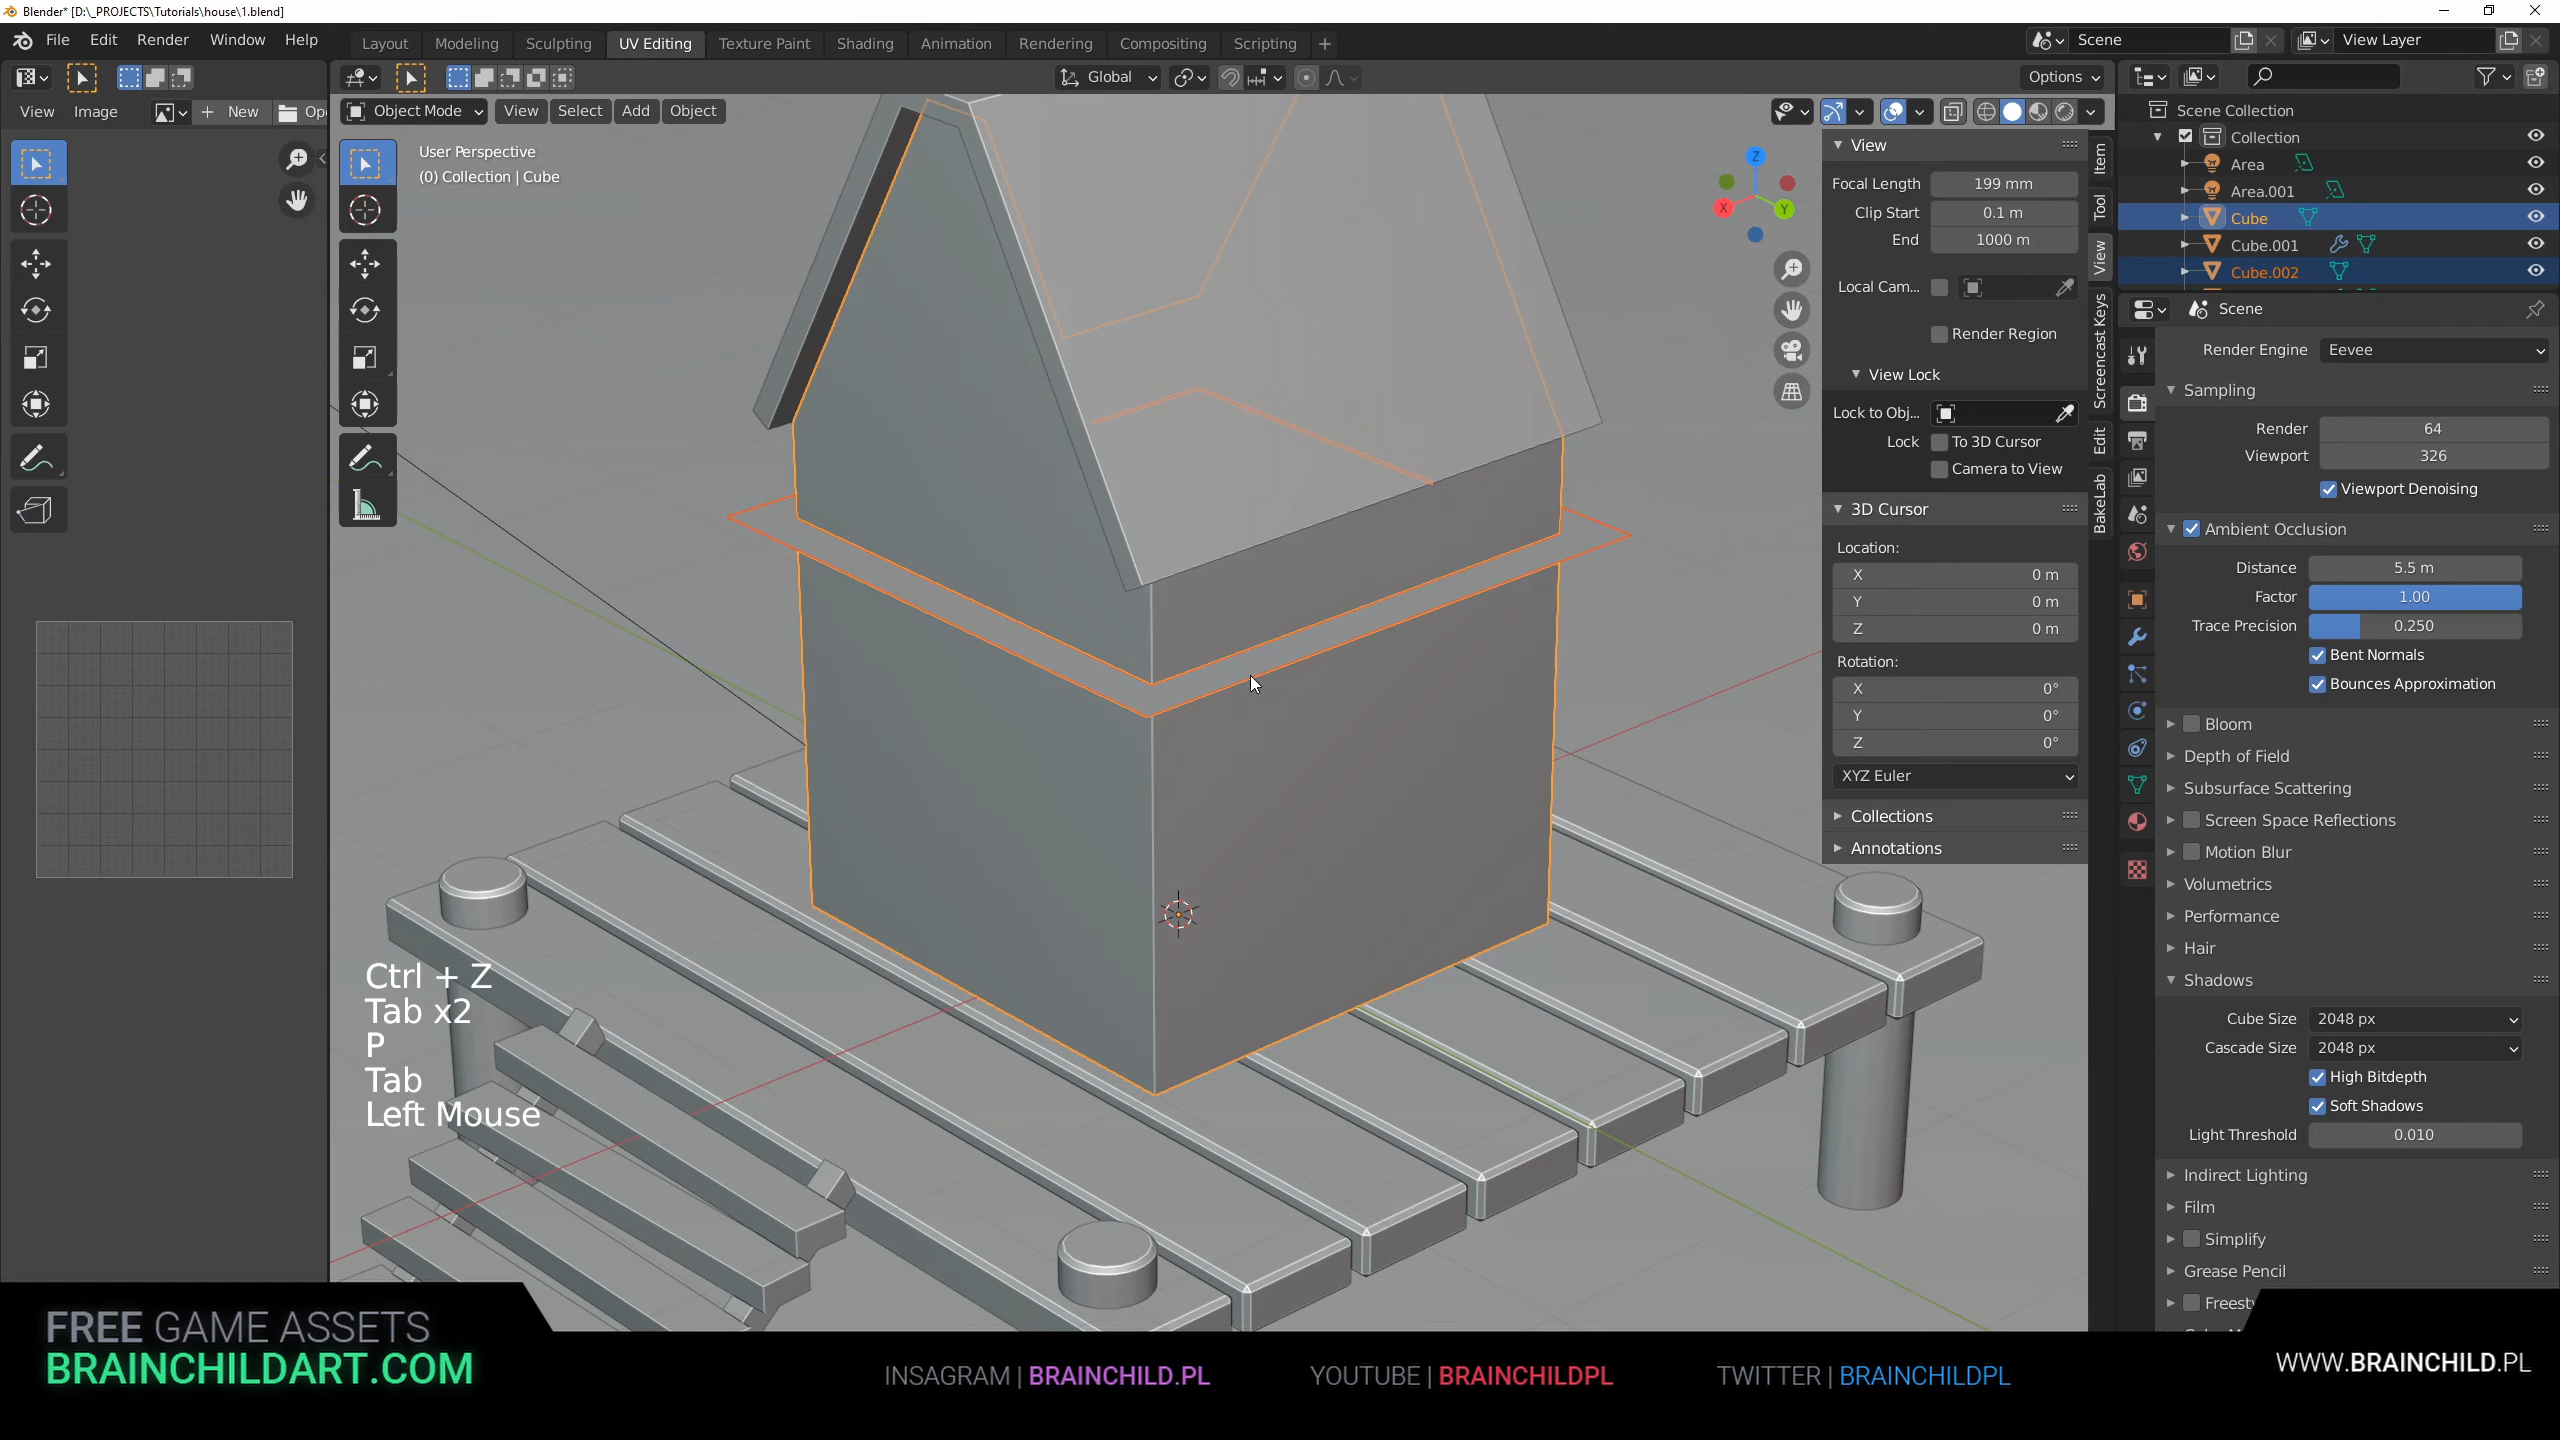 Blender* [D:\_PROJECTS\Tutorials\house\1.blend]
File Edit Render Window Help
Layout Modeling Sculpting UV Editing Texture Paint Shading Animation Rendering Compositing Scripting +
Scene
View Layer
Global
Options
View Image
New
Object Mode View Select Add Object
User Perspective
(0) Collection | Cube
Z
X
Y
View
Focal Length 199 mm
Clip Start 0.1 m
End 1000 m
Local Cam...
Render Region
View Lock
Lock to Obj...
Lock To 3D Cursor
Camera to View
3D Cursor
Location:
X 0 m
Y 0 m
Z 0 m
Rotation:
X 0°
Y 0°
Z 0°
XYZ Euler
Collections
Annotations
Item
Tool
View
Screencast Keys
Edit
BakeLab
Scene Collection
Collection
Area
Area.001
Cube
Cube.001
Cube.002
Scene
Render Engine Eevee
Sampling
Render 64
Viewport 326
Viewport Denoising
Ambient Occlusion
Distance 5.5 m
Factor 1.00
Trace Precision 0.250
Bent Normals
Bounces Approximation
Bloom
Depth of Field
Subsurface Scattering
Screen Space Reflections
Motion Blur
Volumetrics
Performance
Hair
Shadows
Cube Size 2048 px
Cascade Size 2048 px
High Bitdepth
Soft Shadows
Light Threshold 0.010
Indirect Lighting
Film
Simplify
Grease Pencil
Ctrl + Z
Tab x2
P
Tab
Left Mouse
FREE GAME ASSETS
BRAINCHILDART.COM
INSAGRAM | BRAINCHILD.PL
YOUTUBE | BRAINCHILDPL
TWITTER | BRAINCHILDPL
WWW.BRAINCHILD.PL